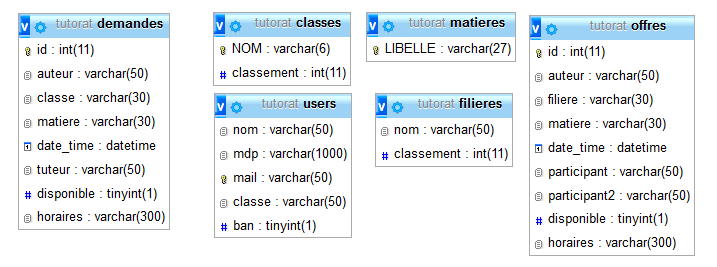 tutorat demandes
id : int(11)
auteur : varchar(50)
classe : varchar(30)
matiere : varchar(30)
date_time : datetime
tuteur : varchar(50)
disponible : tinyint(1)
horaires : varchar(300)
tutorat classes
NOM : varchar(6)
classement : int(11)
tutorat matieres
LIBELLE : varchar(27)
tutorat users
nom : varchar(50)
mdp : varchar(1000)
mail : varchar(50)
classe : varchar(50)
ban : tinyint(1)
tutorat filieres
nom : varchar(50)
classement : int(11)
tutorat offres
id : int(11)
auteur : varchar(50)
filiere : varchar(30)
matiere : varchar(30)
date_time : datetime
participant : varchar(50)
participant2 : varchar(50)
disponible : tinyint(1)
horaires : varchar(300)